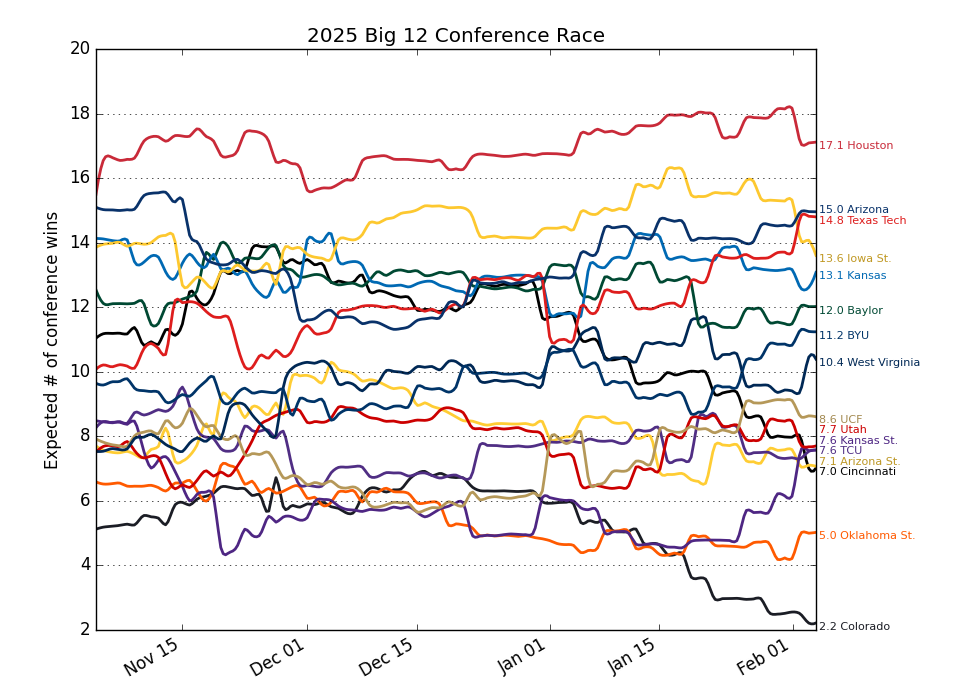 2025 Big 12 Conference Race
Expected # of conference wins
20
18
16
14
12
10
8
6
4
2
Nov 15
Dec 01
Dec 15
Jan 01
Jan 15
Feb 01
17.1 Houston
15.0 Arizona
14.8 Texas Tech
13.6 Iowa St.
13.1 Kansas
12.0 Baylor
11.2 BYU
10.4 West Virginia
8.6 UCF
7.7 Utah
7.6 Kansas St.
7.6 TCU
7.1 Arizona St.
7.0 Cincinnati
5.0 Oklahoma St.
2.2 Colorado